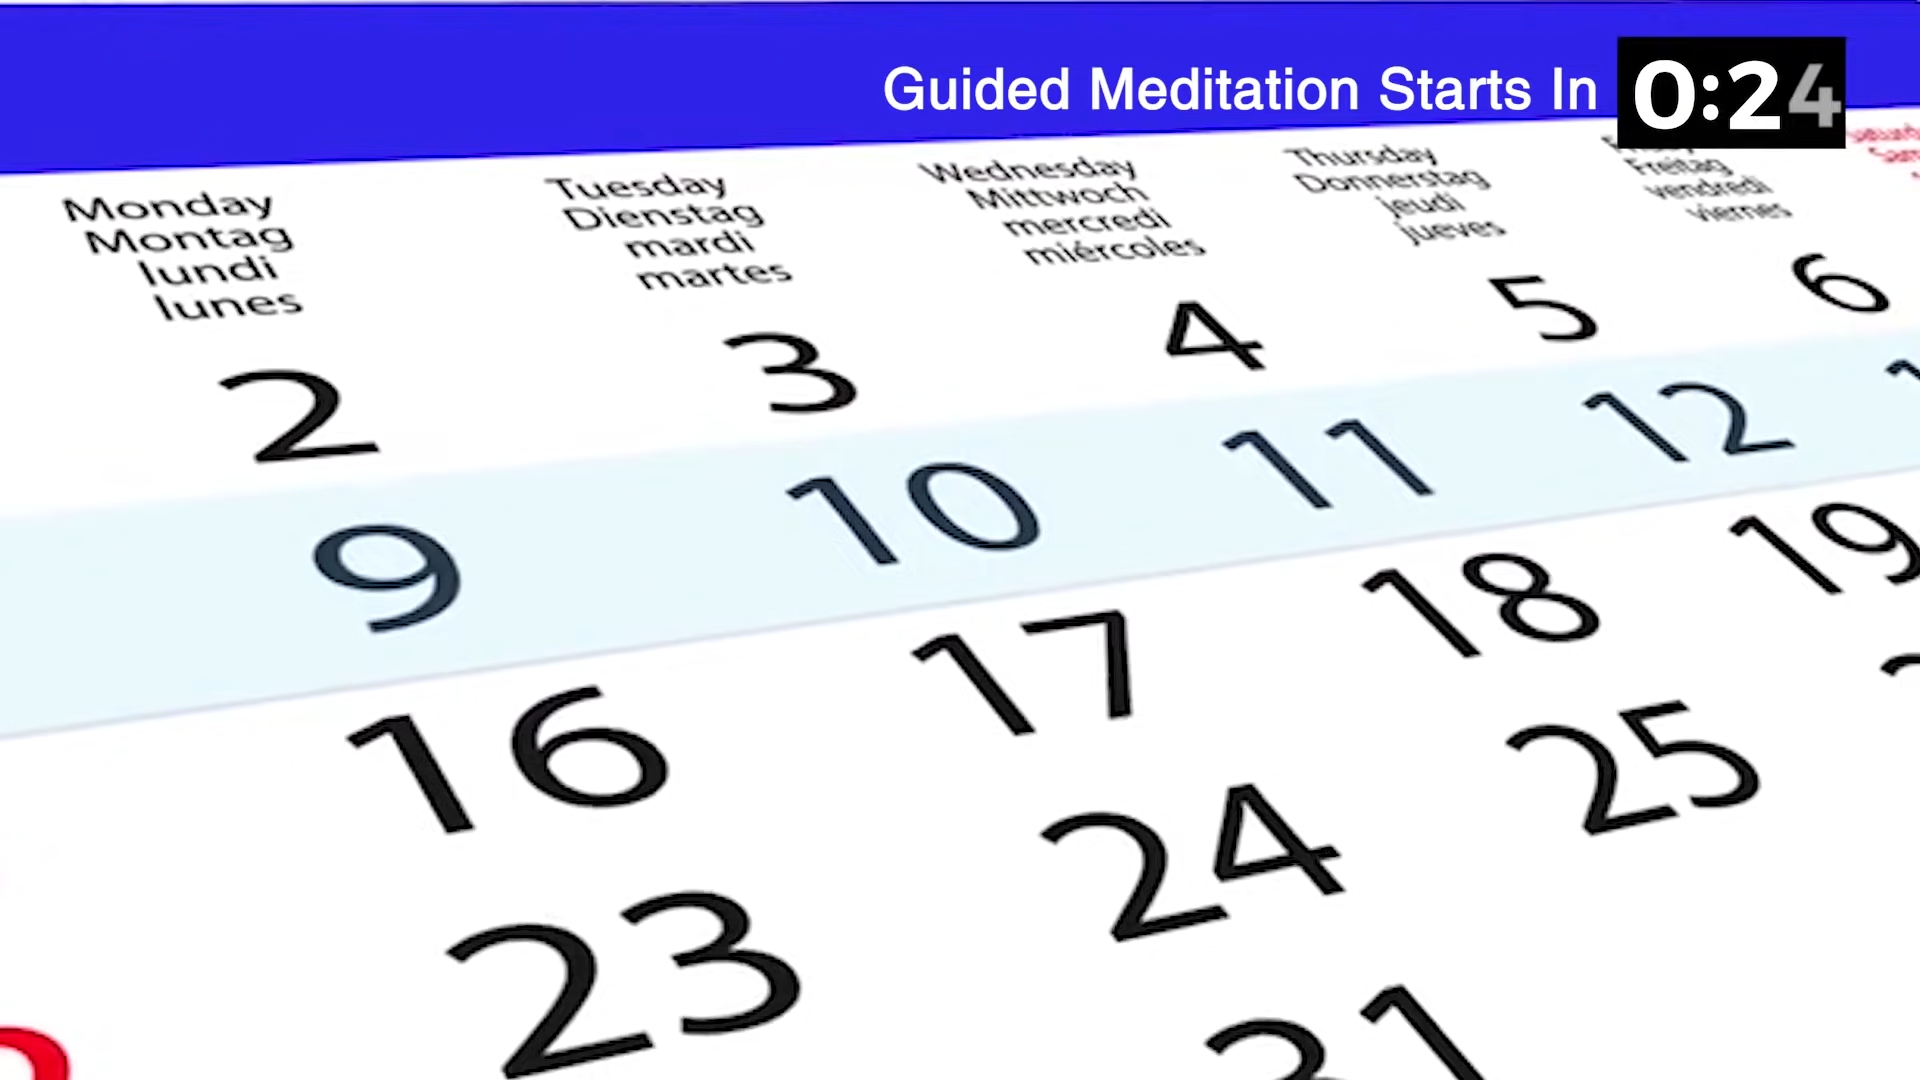 Guided Meditation Starts In 0:24
Monday Tuesday Wednesday Thursday
Montag Dienstag Mittwoch Donnerstag Freitag
lundi mardi mercredi jeudi vendredi
lunes martes miércoles jueves viernes
2 3 4 5 6
9 10 11 12
16 17 18 19
23 24 25
31